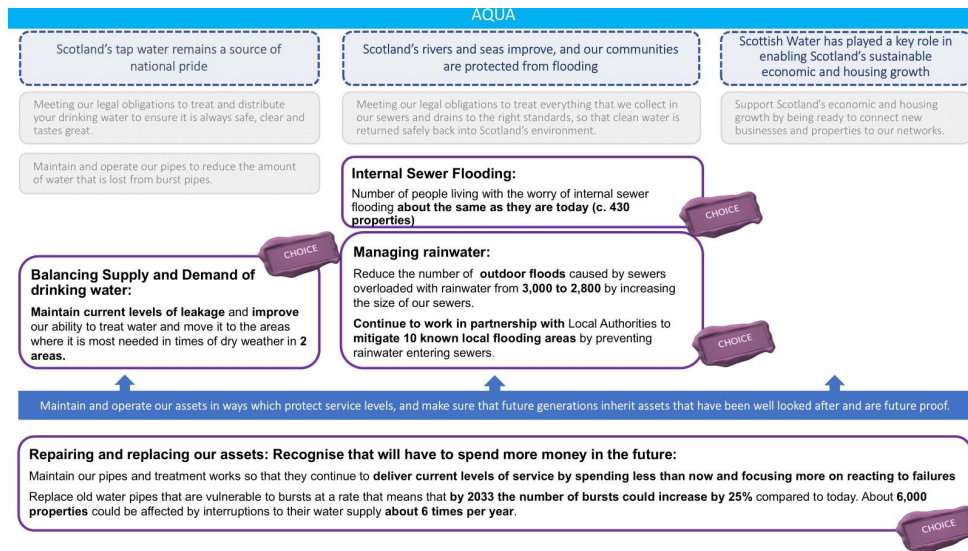 AQUA
Scotland's tap water remains a source of
national pride
Scotland's rivers and seas improve, and our communities
are protected from flooding
Scottish Water has played a key role in
enabling Scotland's sustainable
economic and housing growth
Meeting our legal obligations to treat and distribute
your drinking water to ensure it is always safe, clear and
tastes great.
Meeting our legal obligations to treat everything that we collect in
our sewers and drains to the right standards, so that clean water is
returned safely back into Scotland's environment.
Support Scotland's economic and housing
growth by being ready to connect new
businesses and properties to our networks.
Maintain and operate our pipes to reduce the amount
of water that is lost from burst pipes.
Internal Sewer Flooding:
Number of people living with the worry of internal sewer
flooding about the same as they are today (c. 430
properties)
CHOICE
Balancing Supply and Demand of
drinking water:
Maintain current levels of leakage and improve
our ability to treat water and move it to the areas
where it is most needed in times of dry weather in 2
areas.
CHOICE
Managing rainwater:
Reduce the number of outdoor floods caused by sewers
overloaded with rainwater from 3,000 to 2,800 by increasing
the size of our sewers.
Continue to work in partnership with Local Authorities to
mitigate 10 known local flooding areas by preventing
rainwater entering sewers.
CHOICE
Maintain and operate our assets in ways which protect service levels, and make sure that future generations inherit assets that have been well looked after and are future proof.
Repairing and replacing our assets: Recognise that will have to spend more money in the future:
Maintain our pipes and treatment works so that they continue to deliver current levels of service by spending less than now and focusing more on reacting to failures
Replace old water pipes that are vulnerable to bursts at a rate that means that by 2033 the number of bursts could increase by 25% compared to today. About 6,000
properties could be affected by interruptions to their water supply about 6 times per year.
CHOICE